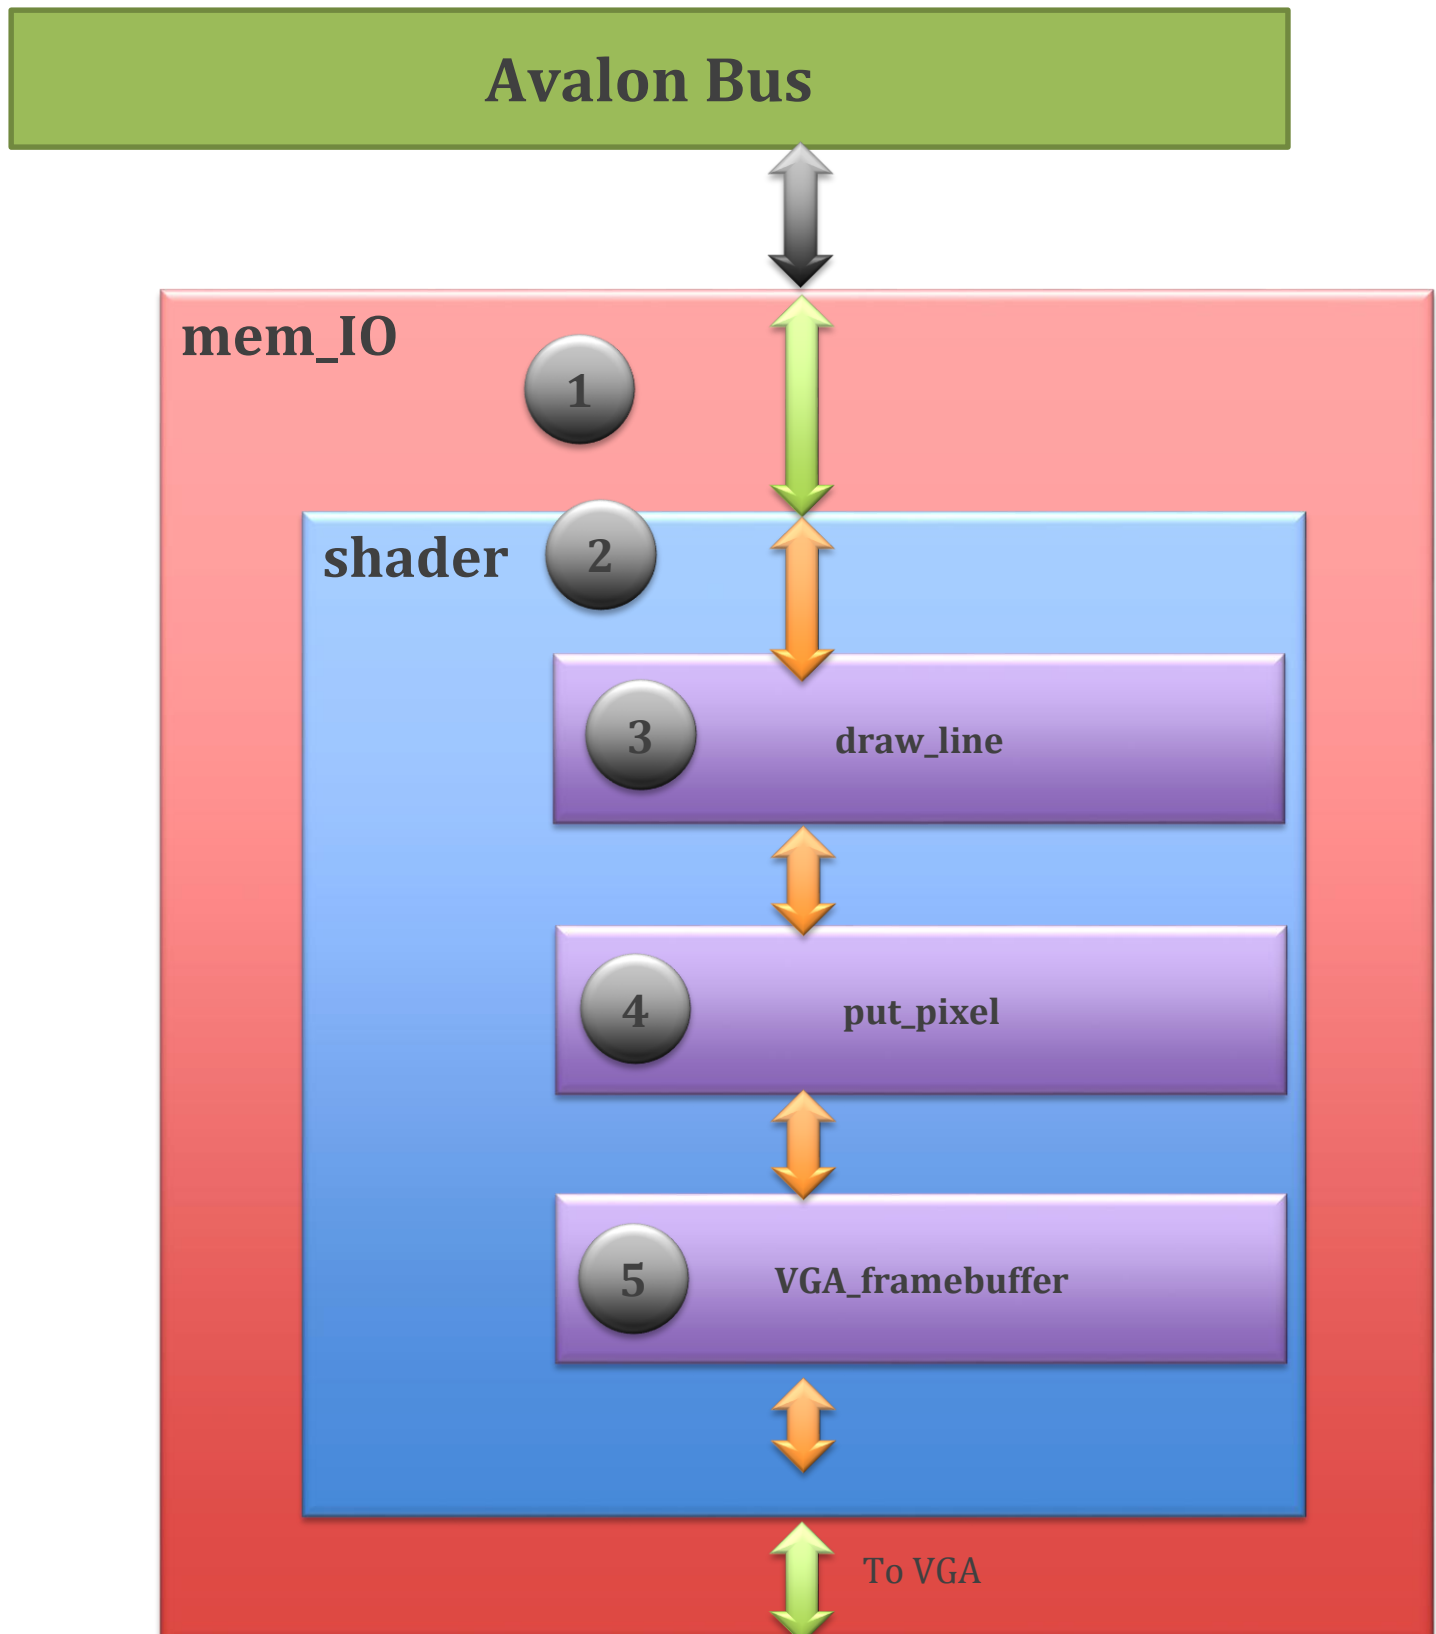 Avalon Bus
mem_IO
1
shader
2
3
draw_line
4
put_pixel
5
VGA_framebuffer
To VGA